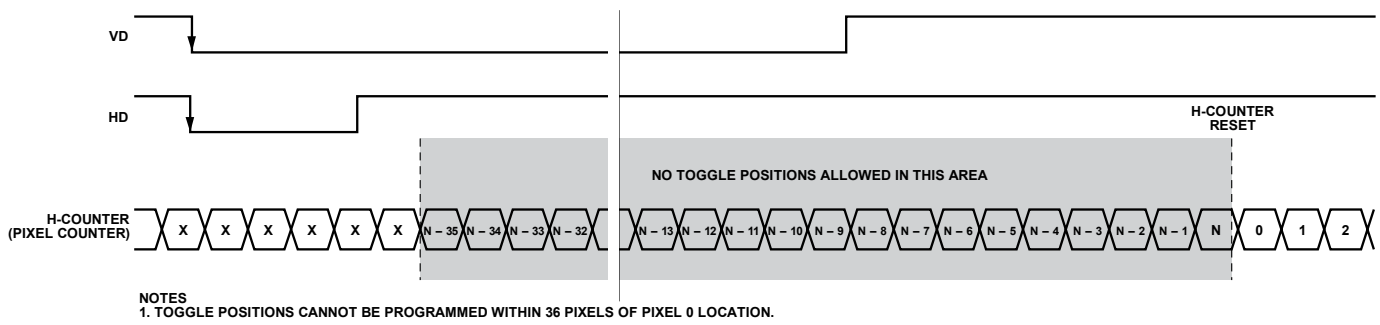 VD
HD
H-COUNTER
RESET
NO TOGGLE POSITIONS ALLOWED IN THIS AREA
H-COUNTER
(PIXEL COUNTER)
X X X X X X N – 35 N – 34 N – 33 N – 32 N – 13 N – 12 N – 11 N – 10 N – 9 N – 8 N – 7 N – 6 N – 5 N – 4 N – 3 N – 2 N – 1 N 0 1 2
NOTES
1. TOGGLE POSITIONS CANNOT BE PROGRAMMED WITHIN 36 PIXELS OF PIXEL 0 LOCATION.